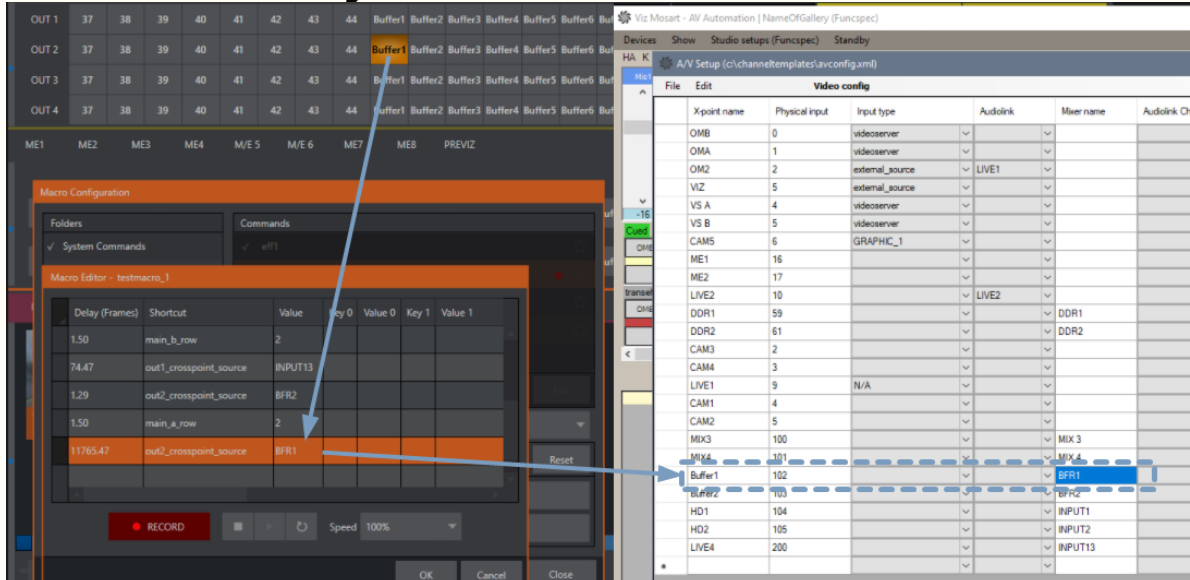 OUT 1 37 38 39 40 41 42 43 44 Buffer1 Buffer2 Buffer3 Buffer4 Buffer5 Buffer6 Buf
OUT 2 37 38 39 40 41 42 43 44 Buffer1 Buffer2 Buffer3 Buffer4 Buffer5 Buffer6 Buf
OUT 3 37 38 39 40 41 42 43 44 Buffer1 Buffer2 Buffer3 Buffer4 Buffer5 Buffer6 Buf
OUT 4 37 38 39 40 41 42 43 44 Buffer1 Buffer2 Buffer3 Buffer4 Buffer5 Buffer6 Buf
ME1 ME2 ME3 ME4 M/E 5 M/E 6 ME7 ME8 PREVIZ
Macro Configuration
Folders Commands
✓ System Commands ✓ eff1
Macro Editor - testmacro_1
Delay (Frames) Shortcut Value Key 0 Value 0 Key 1 Value 1
1.50 main_b_row 2
74.47 out1_crosspoint_source INPUT13
1.29 out2_crosspoint_source BFR2
1.50 main_a_row 2
11765.47 out2_crosspoint_source BFR1
Reset
RECORD Speed 100%
OK Cancel Close
Viz Mosart - AV Automation | NameOfGallery (Funcspec)
Devices Show Studio setups (Funcspec) Standby
HA K
A/V Setup (c:\channeltemplates\avconfig.xml)
File Edit Video config
-16
Cued
X-point name Physical input Input type Audiolink Mixer name Audiolink Ch
OMB 0 videoserver
OMA 1 videoserver
OM2 2 external_source LIVE1
VIZ 5 external_source
VS A 4 videoserver
VS B 5 videoserver
CAM5 6 GRAPHIC_1
ME1 16
ME2 17
LIVE2 10 LIVE2
DDR1 59 DDR1
DDR2 61 DDR2
CAM3 2
CAM4 3
LIVE1 9 N/A
CAM1 4
CAM2 5
MIX3 100 MIX 3
MIX4 101 MIX 4
Buffer1 102 BFR1
Buffer2 103 BFR2
HD1 104 INPUT1
HD2 105 INPUT2
LIVE4 200 INPUT13